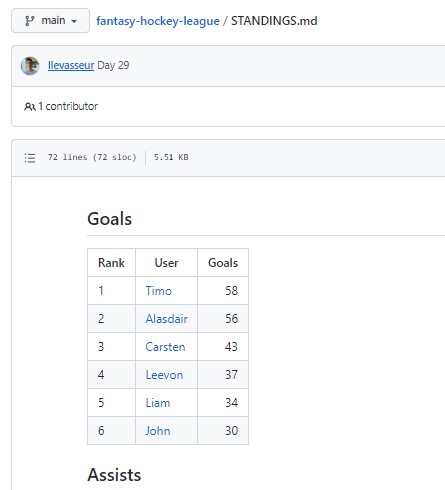 main fantasy-hockey-league / STANDINGS.md
llevasseur Day 29
1 contributor
72 lines (72 sloc) 5.51 KB
Goals
Rank User Goals
1 Timo 58
2 Alasdair 56
3 Carsten 43
4 Leevon 37
5 Liam 34
6 John 30
Assists